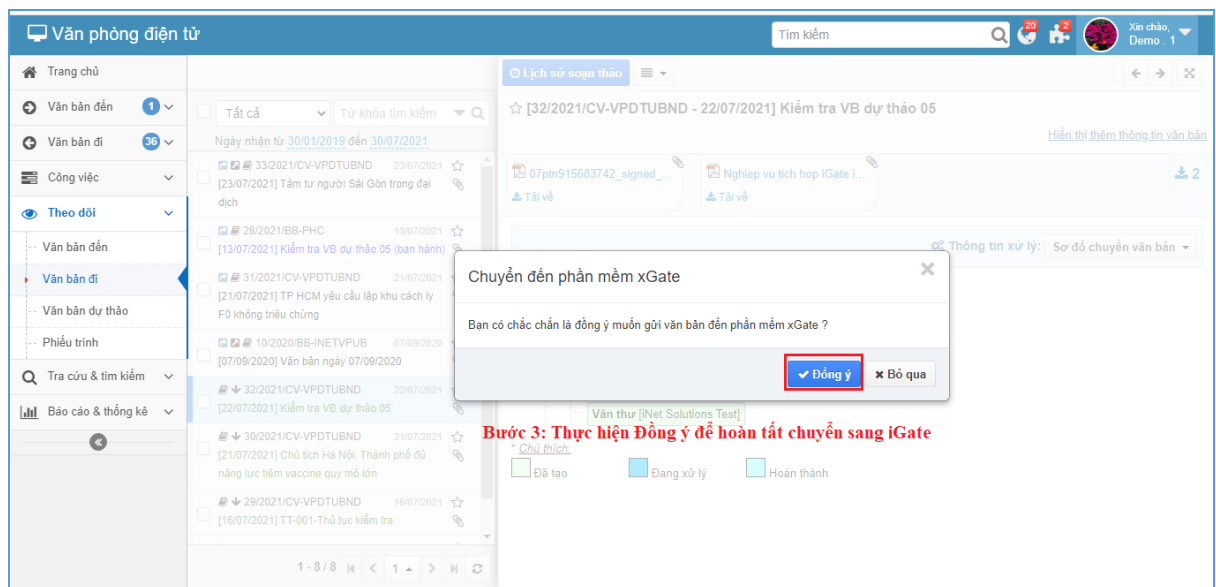 Văn phòng điện tử
Tìm kiếm
20
2
Xin chào,
Demo . 1
Trang chủ
Văn bản đến 1
Văn bản đi 36
Công việc
Theo dõi
Văn bản đến
Văn bản đi
Văn bản dự thảo
Phiếu trình
Tra cứu & tìm kiếm
Báo cáo & thống kê
Tất cả
Từ khóa tìm kiếm
Ngày nhận từ 30/01/2019 đến 30/07/2021
33/2021/CV-VPDTUBND 23/07/2021
[23/07/2021] Tâm tư người Sài Gòn trong đại
dịch
28/2021/BB-PHC 13/07/2021
[13/07/2021] Kiểm tra VB dự thảo 05 (ban hành)
31/2021/CV-VPDTUBND 21/07/2021
[21/07/2021] TP HCM yêu cầu lập khu cách ly
F0 không triệu chứng
10/2020/BB-INETVPUB 07/09/2020
[07/09/2020] Văn bản ngày 07/09/2020
32/2021/CV-VPDTUBND 22/07/2021
[22/07/2021] Kiểm tra VB dự thảo 05
30/2021/CV-VPDTUBND 21/07/2021
[21/07/2021] Chủ tịch Hà Nội: Thành phố đủ
năng lực tiêm vaccine quy mô lớn
29/2021/CV-VPDTUBND 16/07/2021
[16/07/2021] TT-001-Thủ tục kiểm tra
1 - 8 / 8 1
Lịch sử soạn thảo
[32/2021/CV-VPDTUBND - 22/07/2021] Kiểm tra VB dự thảo 05
Hiển thị thêm thông tin văn bản
07ptn915683742_signed_...
Tải về
Nghiep vu tich hop iGate i...
Tải về
2
Thông tin xử lý: Sơ đồ chuyển văn bản
Chuyển đến phần mềm xGate
Bạn có chắc chắn là đồng ý muốn gửi văn bản đến phần mềm xGate ?
Đồng ý
Bỏ qua
Văn thư [iNet Solutions Test]
Bước 3: Thực hiện Đồng ý để hoàn tất chuyển sang iGate
* Chú thích:
Đã tạo
Đang xử lý
Hoàn thành